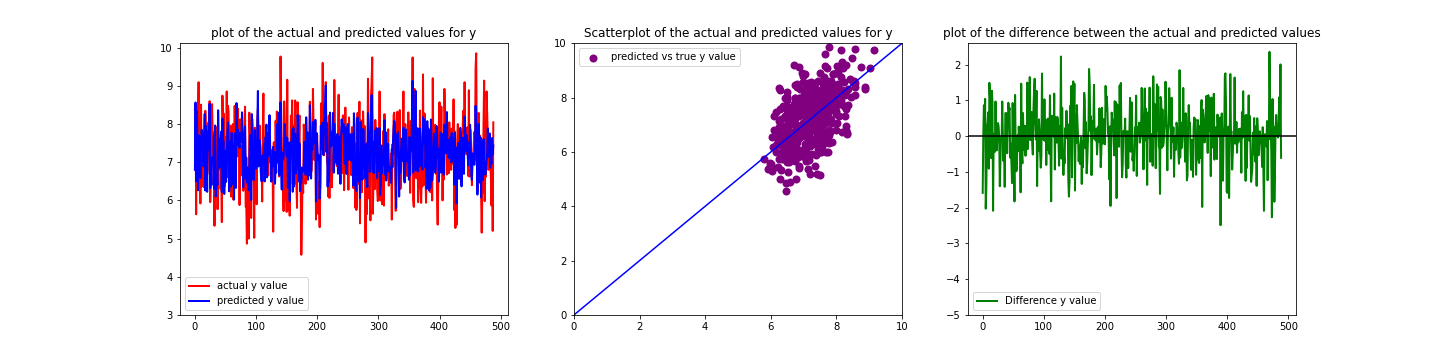 plot of the actual and predicted values for y
10
9
8
7
6
5
4
3
0 100 200 300 400 500
actual y value
predicted y value
Scatterplot of the actual and predicted values for y
predicted vs true y value
10
8
6
4
2
0
0 2 4 6 8 10
plot of the difference between the actual and predicted values
2
1
0
−1
−2
−3
−4
−5
0 100 200 300 400 500
Difference y value